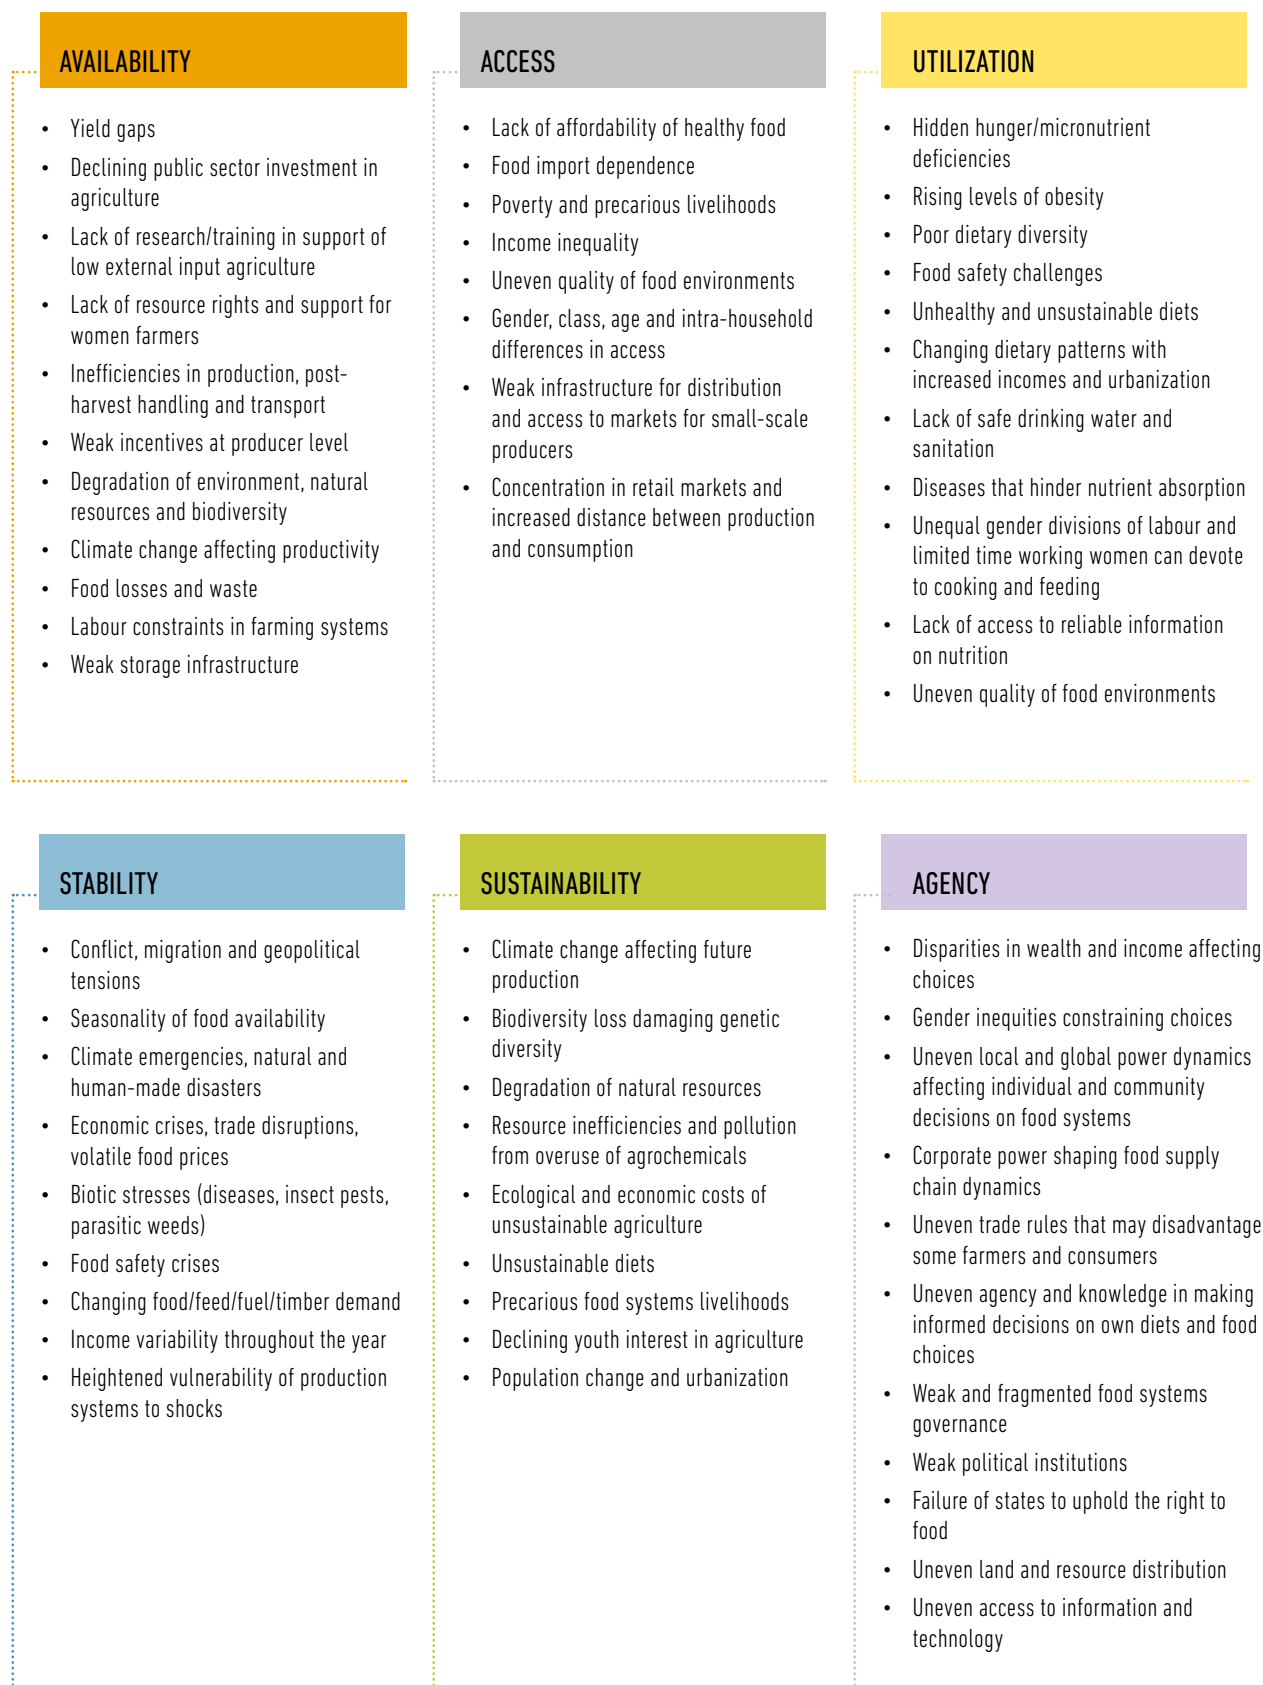 AVAILABILITY
• Yield gaps
• Declining public sector investment in
agriculture
• Lack of research/training in support of
low external input agriculture
• Lack of resource rights and support for
women farmers
• Inefficiencies in production, post-
harvest handling and transport
• Weak incentives at producer level
• Degradation of environment, natural
resources and biodiversity
• Climate change affecting productivity
• Food losses and waste
• Labour constraints in farming systems
• Weak storage infrastructure
ACCESS
• Lack of affordability of healthy food
• Food import dependence
• Poverty and precarious livelihoods
• Income inequality
• Uneven quality of food environments
• Gender, class, age and intra-household
differences in access
• Weak infrastructure for distribution
and access to markets for small-scale
producers
• Concentration in retail markets and
increased distance between production
and consumption
UTILIZATION
• Hidden hunger/micronutrient
deficiencies
• Rising levels of obesity
• Poor dietary diversity
• Food safety challenges
• Unhealthy and unsustainable diets
• Changing dietary patterns with
increased incomes and urbanization
• Lack of safe drinking water and
sanitation
• Diseases that hinder nutrient absorption
• Unequal gender divisions of labour and
limited time working women can devote
to cooking and feeding
• Lack of access to reliable information
on nutrition
• Uneven quality of food environments
STABILITY
• Conflict, migration and geopolitical
tensions
• Seasonality of food availability
• Climate emergencies, natural and
human-made disasters
• Economic crises, trade disruptions,
volatile food prices
• Biotic stresses (diseases, insect pests,
parasitic weeds)
• Food safety crises
• Changing food/feed/fuel/timber demand
• Income variability throughout the year
• Heightened vulnerability of production
systems to shocks
SUSTAINABILITY
• Climate change affecting future
production
• Biodiversity loss damaging genetic
diversity
• Degradation of natural resources
• Resource inefficiencies and pollution
from overuse of agrochemicals
• Ecological and economic costs of
unsustainable agriculture
• Unsustainable diets
• Precarious food systems livelihoods
• Declining youth interest in agriculture
• Population change and urbanization
AGENCY
• Disparities in wealth and income affecting
choices
• Gender inequities constraining choices
• Uneven local and global power dynamics
affecting individual and community
decisions on food systems
• Corporate power shaping food supply
chain dynamics
• Uneven trade rules that may disadvantage
some farmers and consumers
• Uneven agency and knowledge in making
informed decisions on own diets and food
choices
• Weak and fragmented food systems
governance
• Weak political institutions
• Failure of states to uphold the right to
food
• Uneven land and resource distribution
• Uneven access to information and
technology